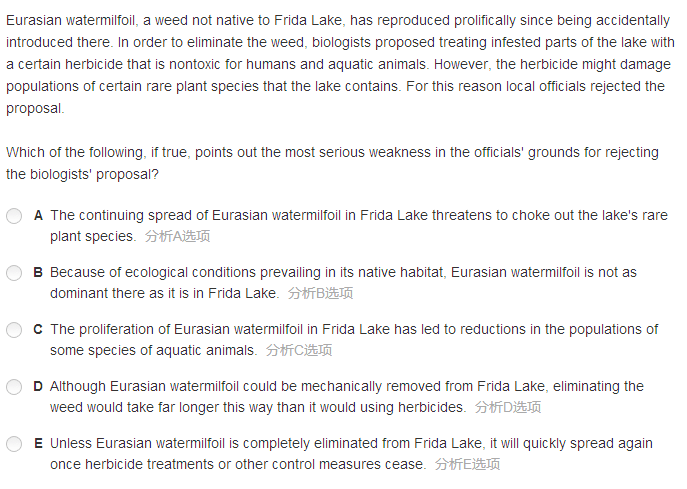 Eurasian watermilfoil, a weed not native to Frida Lake, has reproduced prolifically since being accidentally
introduced there. In order to eliminate the weed, biologists proposed treating infested parts of the lake with
a certain herbicide that is nontoxic for humans and aquatic animals. However, the herbicide might damage
populations of certain rare plant species that the lake contains. For this reason local officials rejected the
proposal.
Which of the following, if true, points out the most serious weakness in the officials' grounds for rejecting
the biologists' proposal?
A The continuing spread of Eurasian watermilfoil in Frida Lake threatens to choke out the lake's rare
plant species. 分析A选项
B Because of ecological conditions prevailing in its native habitat, Eurasian watermilfoil is not as
dominant there as it is in Frida Lake. 分析B选项
C The proliferation of Eurasian watermilfoil in Frida Lake has led to reductions in the populations of
some species of aquatic animals. 分析C选项
D Although Eurasian watermilfoil could be mechanically removed from Frida Lake, eliminating the
weed would take far longer this way than it would using herbicides. 分析D选项
E Unless Eurasian watermilfoil is completely eliminated from Frida Lake, it will quickly spread again
once herbicide treatments or other control measures cease. 分析E选项